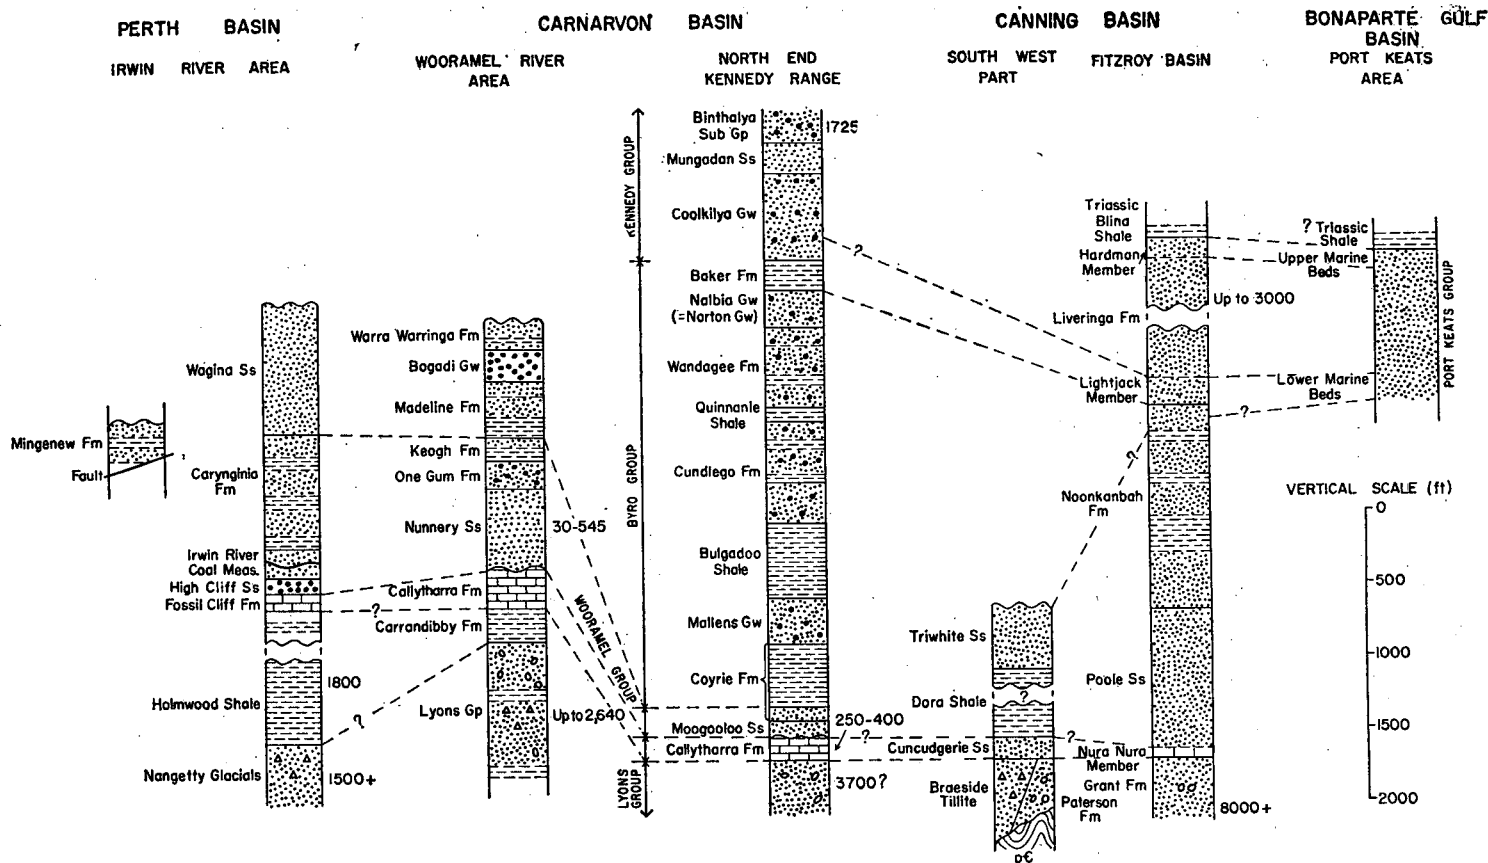 PERTH BASIN
IRWIN RIVER AREA
CARNARVON BASIN
WOORAMEL RIVER
AREA
NORTH END
KENNEDY RANGE
CANNING BASIN
SOUTH WEST
PART
FITZROY BASIN
BONAPARTE GULF
BASIN
PORT KEATS
AREA
Mingenew Fm
Fault
Wagina Ss
Carynginia
Fm
Irwin River
Coal Meas.
High Cliff Ss
Fossil Cliff Fm
Holmwood Shale
1800
Nangetty Glacials
1500+
?
?
Warra Warringa Fm
Bogadi Gw
Madeline Fm
Keogh Fm
One Gum Fm
Nunnery Ss
30-545
Callytharra Fm
Carrandibby Fm
Lyons Gp
Up to 2,640
KENNEDY GROUP
BYRO GROUP
WOORAMEL GROUP
LYONS
GROUP
Binthalya
Sub Gp
1725
Mungadan Ss
Coolkilya Gw
Baker Fm
Nalbia Gw
(=Norton Gw)
Wandagee Fm
Quinnanie
Shale
Cundlego Fm
Bulgadoo
Shale
Mallens Gw
Coyrie Fm
Moogooloo Ss
250-400
Callytharra Fm
3700?
?
?
Triwhite Ss
?
Dora Shale
Cuncudgerie Ss
Braeside
Tillite
Paterson
Fm
p€
?
?
Triassic
Blina
Shale
Hardman
Member
Up to 3000
Liveringa Fm
Lightjack
Member
Noonkanbah
Fm
Poole Ss
Nura Nura
Member
Grant Fm
8000+
?
? Triassic
Shale
Upper Marine
Beds
Lower Marine
Beds
PORT KEATS GROUP
VERTICAL SCALE (ft)
0
500
1000
1500
2000